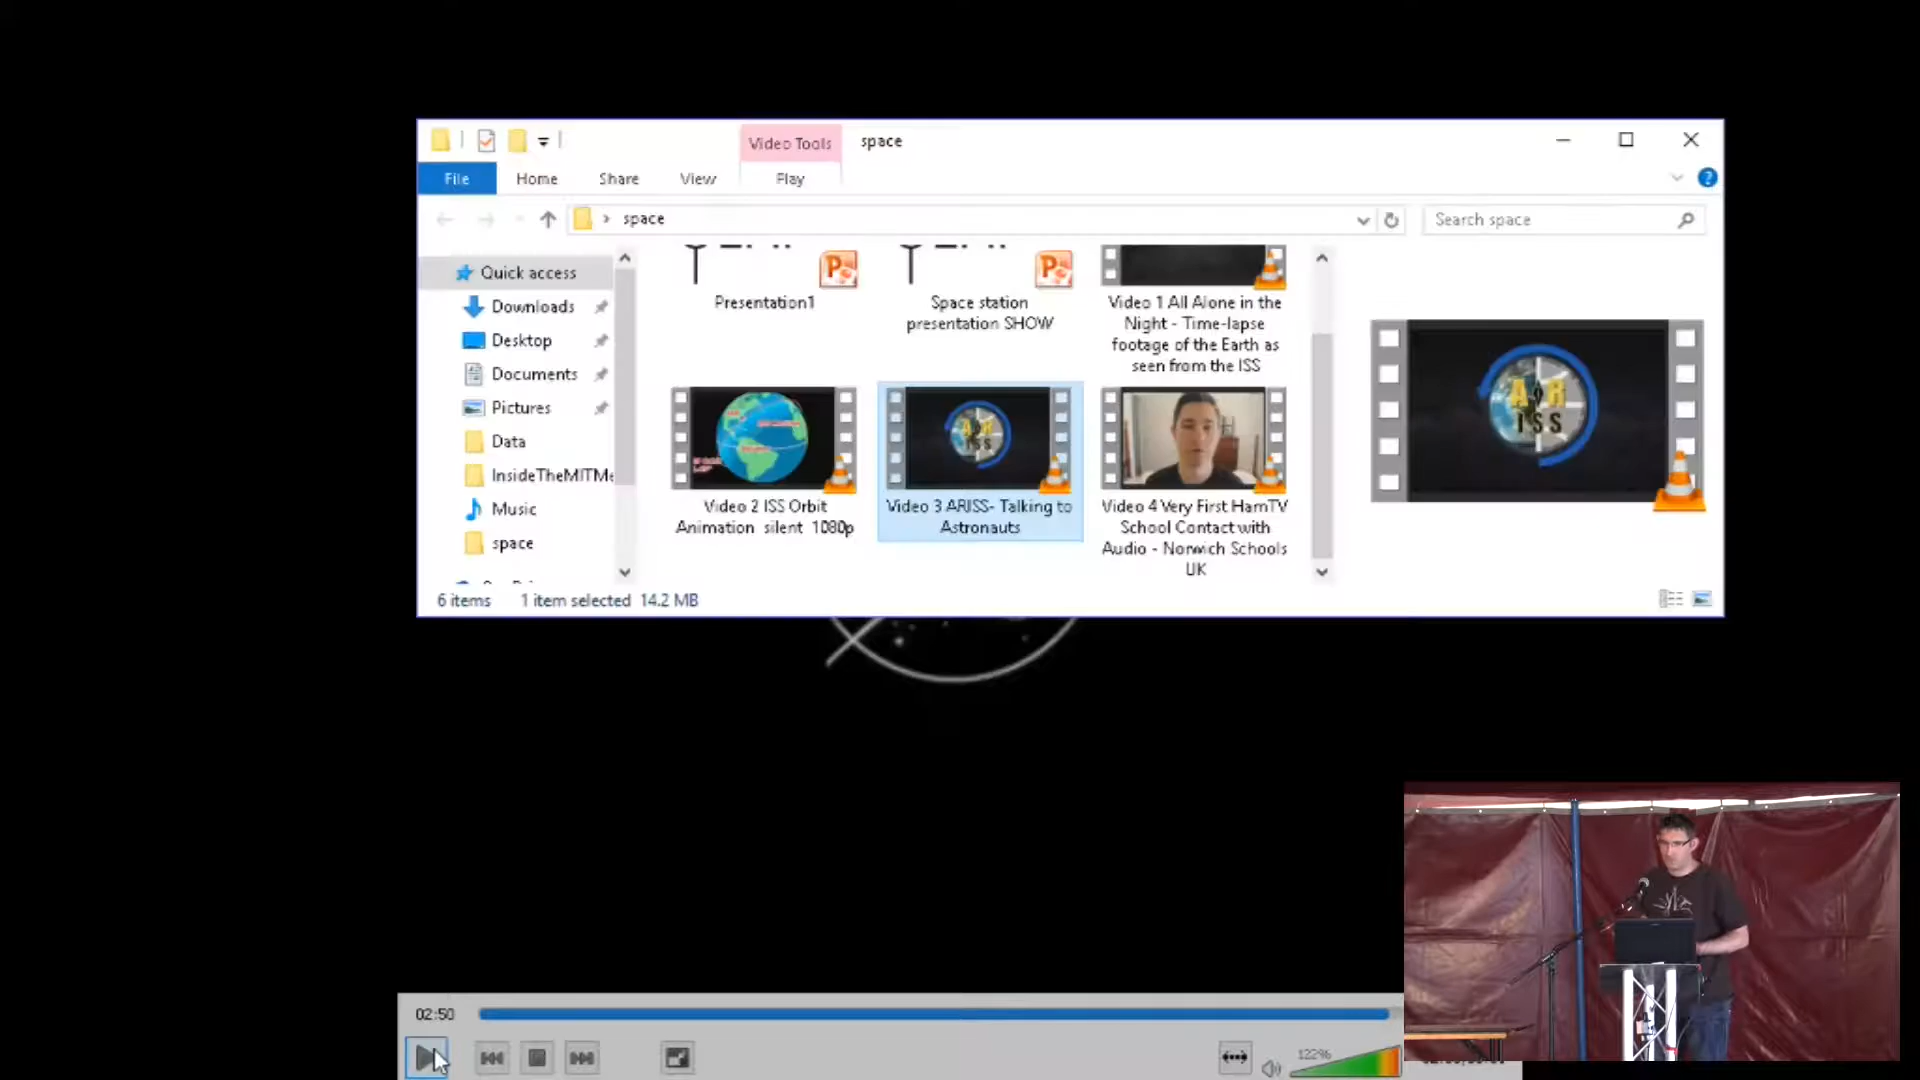 Video Tools
space
File
Home
Share
View
Play
space
Search space
Quick access
Downloads
Desktop
Documents
Pictures
Data
InsideTheMITMe
Music
space
Presentation1
Space station
presentation SHOW
Video 1 All Alone in the
Night - Time-lapse
footage of the Earth as
seen from the ISS
Video 2 ISS Orbit
Animation silent 1080p
Video 3 ARISS- Talking to
Astronauts
Video 4 Very First HamTV
School Contact with
Audio - Norwich Schools
UK
6 items
1 item selected 14.2 MB
02:50
122%